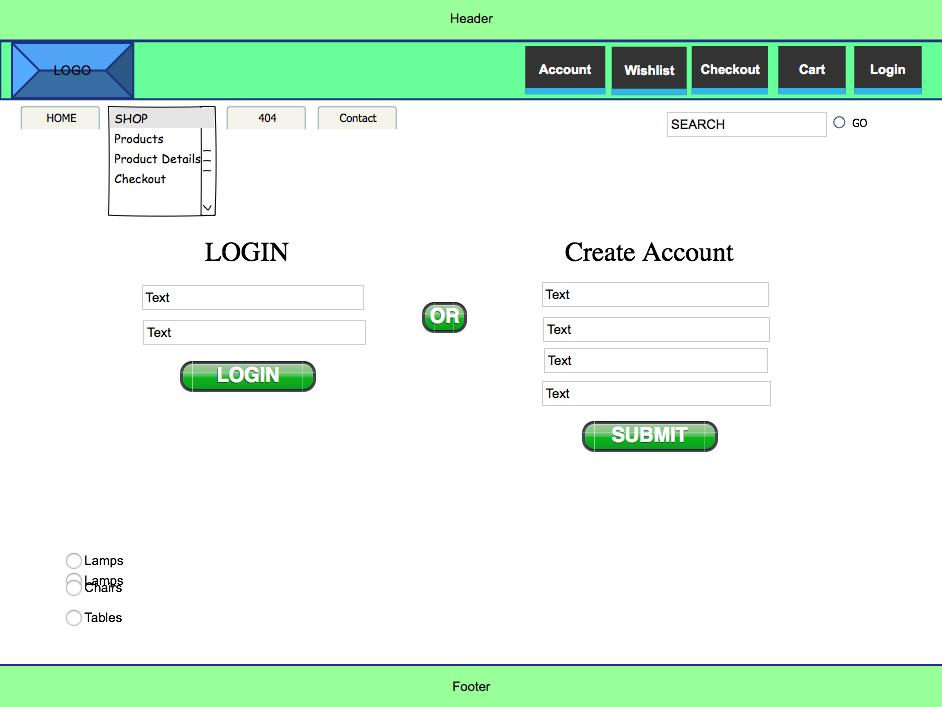 Header
LOGO
Account
Wishlist
Checkout
Cart
Login
HOME
SHOP
404
Contact
SEARCH
GO
Products
Product Details
Checkout
LOGIN
Text
Text
LOGIN
OR
Create Account
Text
Text
Text
Text
SUBMIT
Lamps
Lamps
Chairs
Tables
Footer